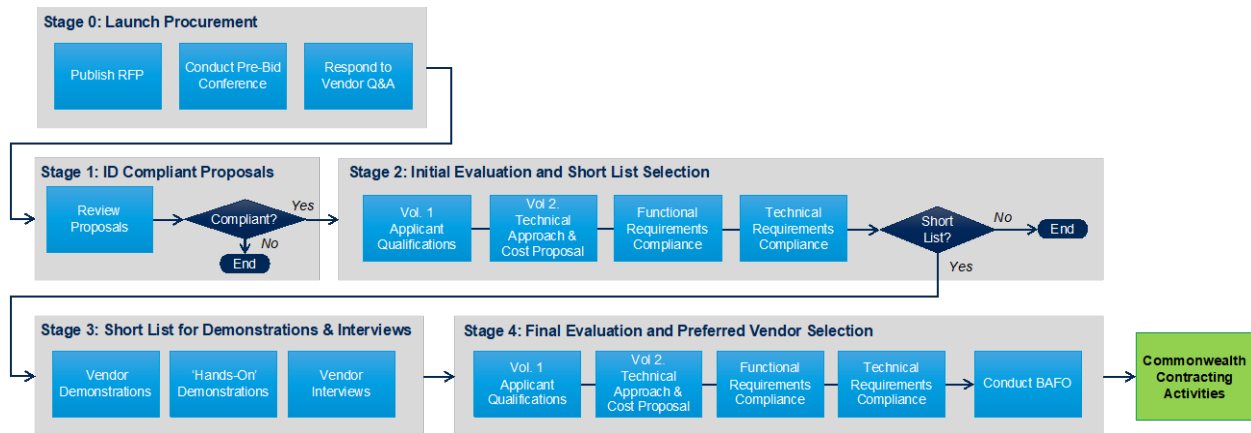 Stage 0: Launch Procurement
Publish RFP
Conduct Pre-Bid
Conference
Respond to
Vendor Q&A
Stage 1: ID Compliant Proposals
Review
Proposals
Compliant?
Yes
No
End
Stage 2: Initial Evaluation and Short List Selection
Vol. 1
Applicant
Qualifications
Vol 2.
Technical
Approach &
Cost Proposal
Functional
Requirements
Compliance
Technical
Requirements
Compliance
Short
List?
No
End
Yes
Stage 3: Short List for Demonstrations & Interviews
Vendor
Demonstrations
'Hands-On'
Demonstrations
Vendor
Interviews
Stage 4: Final Evaluation and Preferred Vendor Selection
Vol. 1
Applicant
Qualifications
Vol 2.
Technical
Approach &
Cost Proposal
Functional
Requirements
Compliance
Technical
Requirements
Compliance
Conduct BAFO
Commonwealth
Contracting
Activities